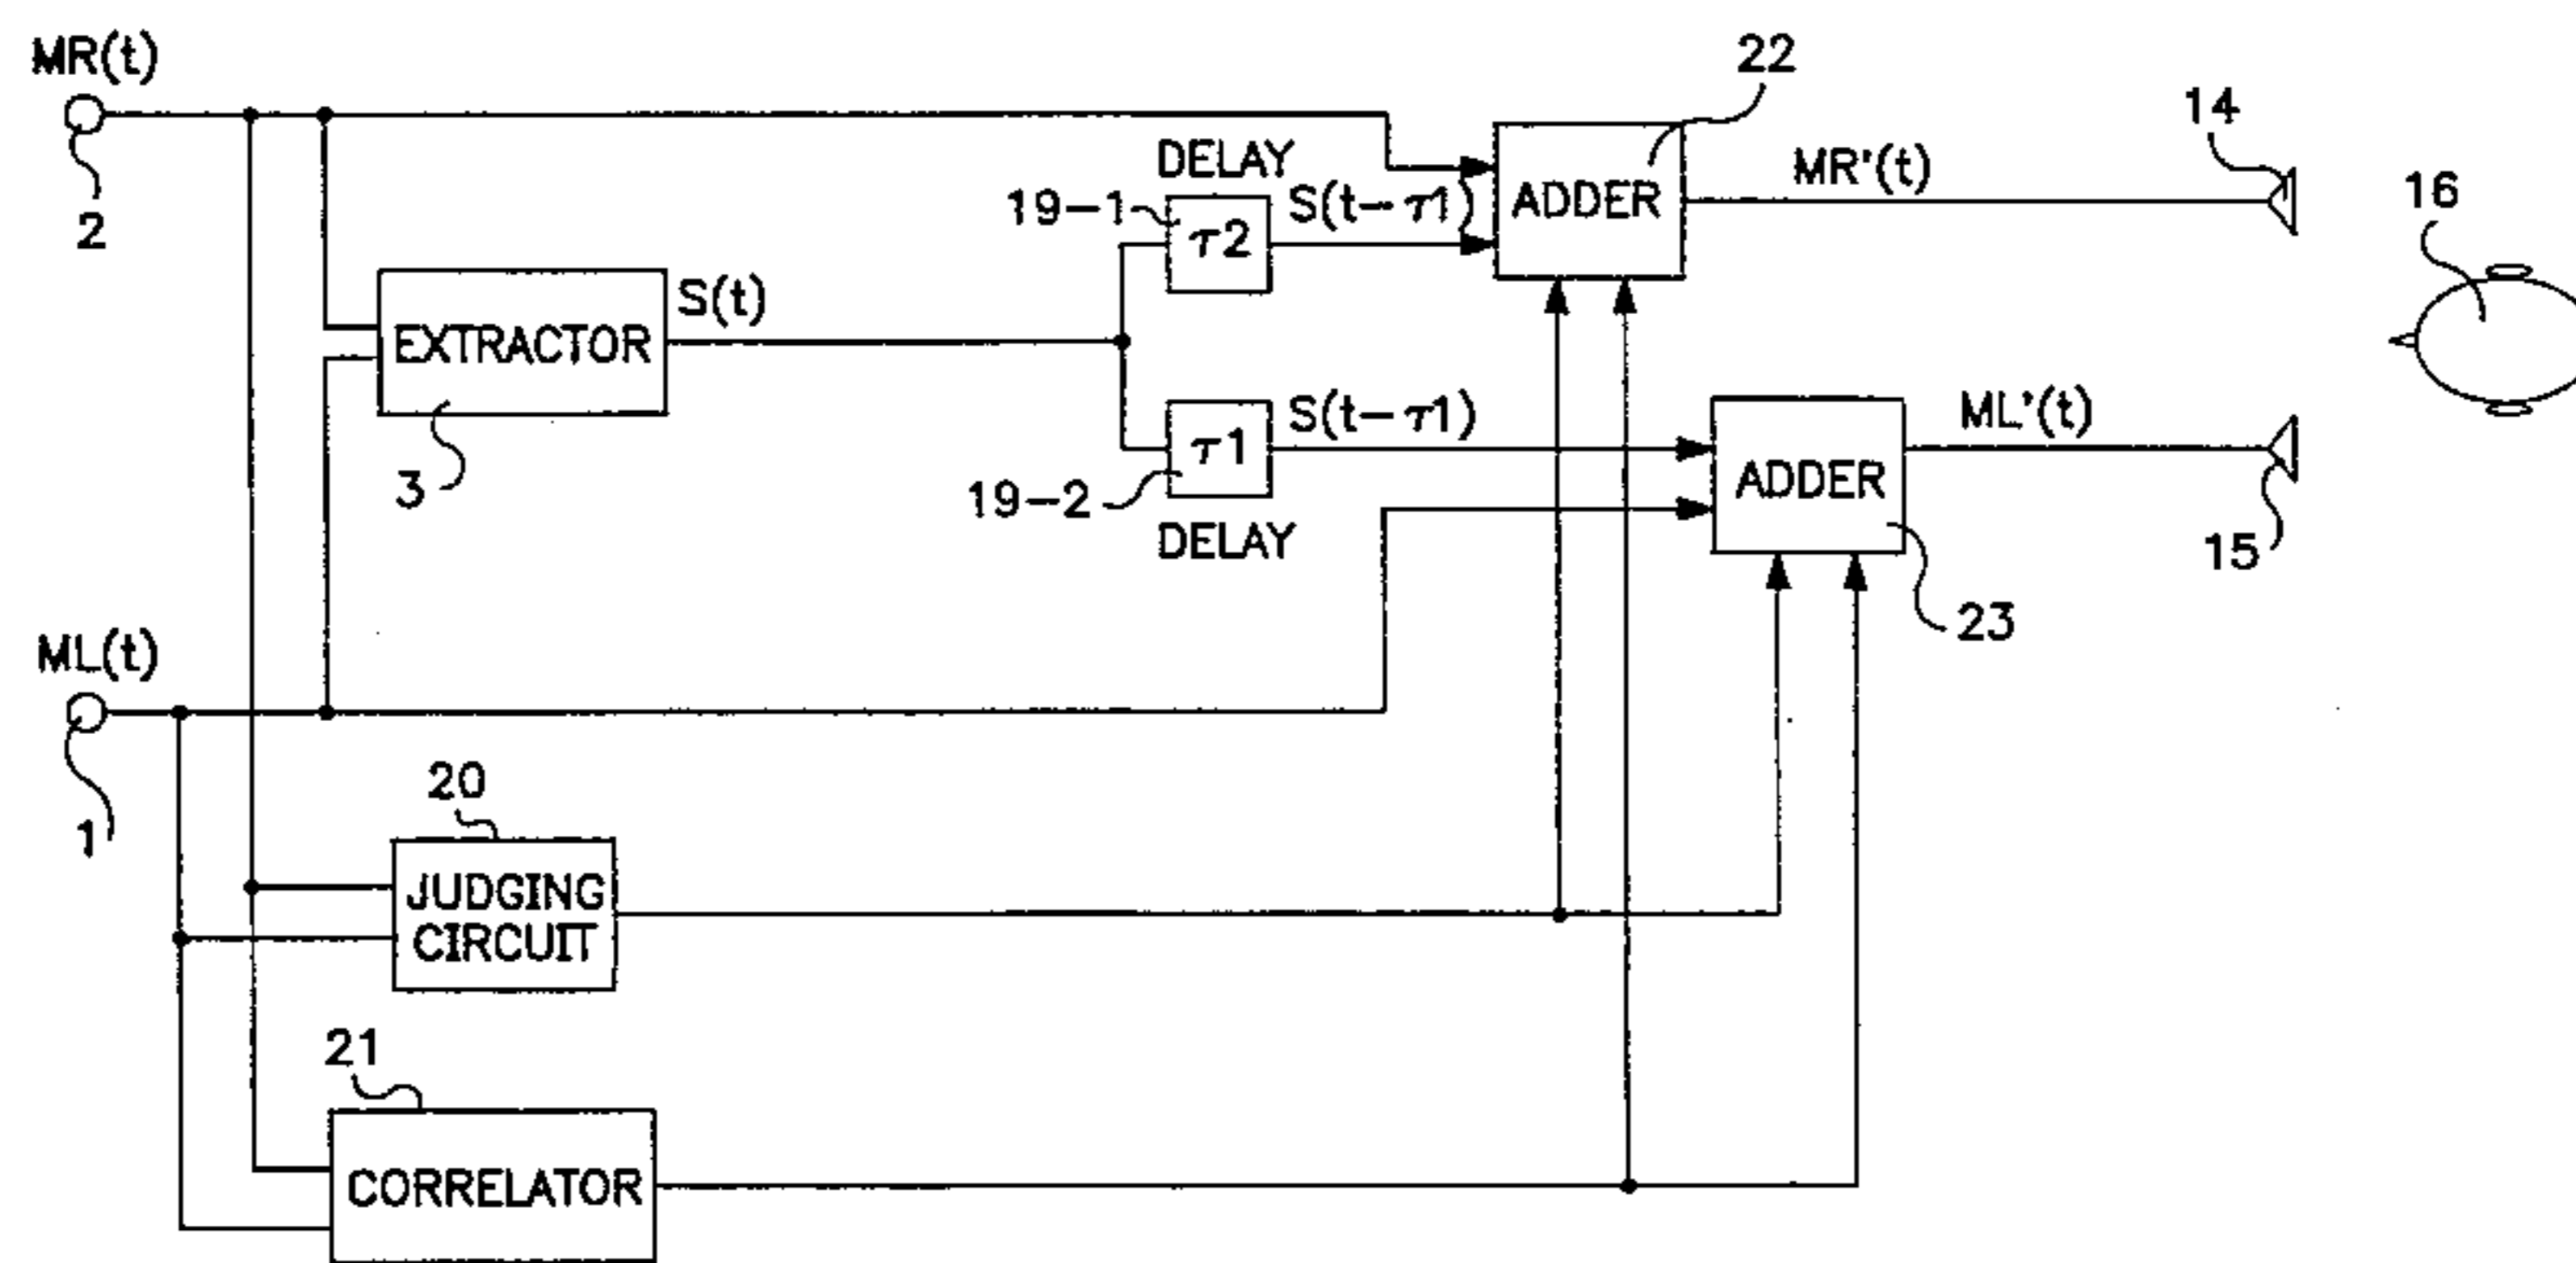 MR(t)
2
22
14
DELAY
19-1
τ2
S(t-τ1)
ADDER
MR'(t)
16
EXTRACTOR
S(t)
3
τ1
S(t-τ1)
19-2
DELAY
ADDER
ML'(t)
15
23
ML(t)
1
20
JUDGING
CIRCUIT
21
CORRELATOR